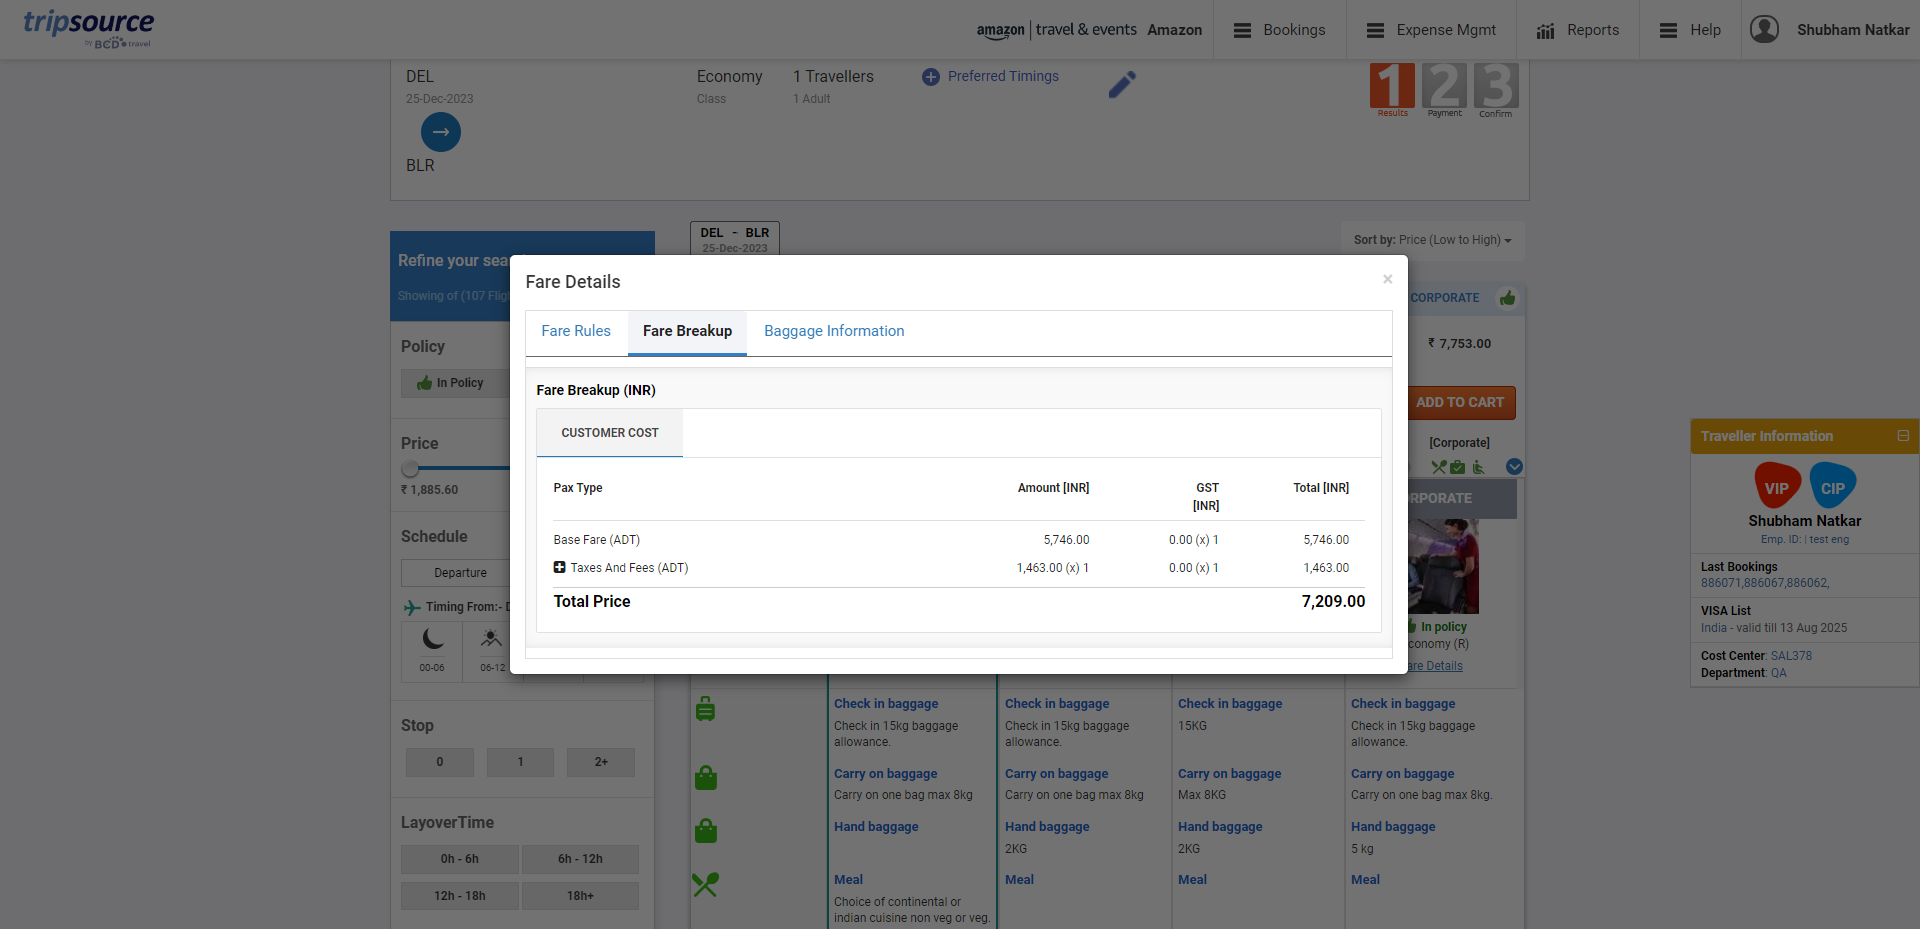 tripsource
by BCD travel
amazon | travel & events Amazon
Bookings
Expense Mgmt
Reports
Help
Shubham Natkar
DEL
25-Dec-2023
BLR
Economy
Class
1 Travellers
1 Adult
Preferred Timings
1 2 3
Results Payment Confirm
DEL - BLR
25-Dec-2023
Sort by: Price (Low to High)
Refine your sea
Showing of (107 Flig
Policy
In Policy
Price
₹ 1,885.60
Schedule
Departure
Timing From:- D
00-06
06-12
Stop
0 1 2+
LayoverTime
0h - 6h
6h - 12h
12h - 18h
18h+
Fare Details
×
Fare Rules
Fare Breakup
Baggage Information
Fare Breakup (INR)
CUSTOMER COST
Pax Type Amount [INR] GST [INR] Total [INR]
Base Fare (ADT) 5,746.00 0.00 (x) 1 5,746.00
Taxes And Fees (ADT) 1,463.00 (x) 1 0.00 (x) 1 1,463.00
Total Price 7,209.00
CORPORATE
₹ 7,753.00
ADD TO CART
[Corporate]
RPORATE
In policy
conomy (R)
are Details
Check in baggage
Check in 15kg baggage
allowance.
Carry on baggage
Carry on one bag max 8kg
Hand baggage
Meal
Choice of continental or
indian cuisine non veg or veg.
Check in baggage
Check in 15kg baggage
allowance.
Carry on baggage
Carry on one bag max 8kg
Hand baggage
2KG
Meal
Check in baggage
15KG
Carry on baggage
Max 8KG
Hand baggage
2KG
Meal
Check in baggage
Check in 15kg baggage
allowance.
Carry on baggage
Carry on one bag max 8kg.
Hand baggage
5 kg
Meal
Traveller Information
VIP CIP
Shubham Natkar
Emp. ID: | test eng
Last Bookings
886071,886067,886062,
VISA List
India - valid till 13 Aug 2025
Cost Center: SAL378
Department: QA